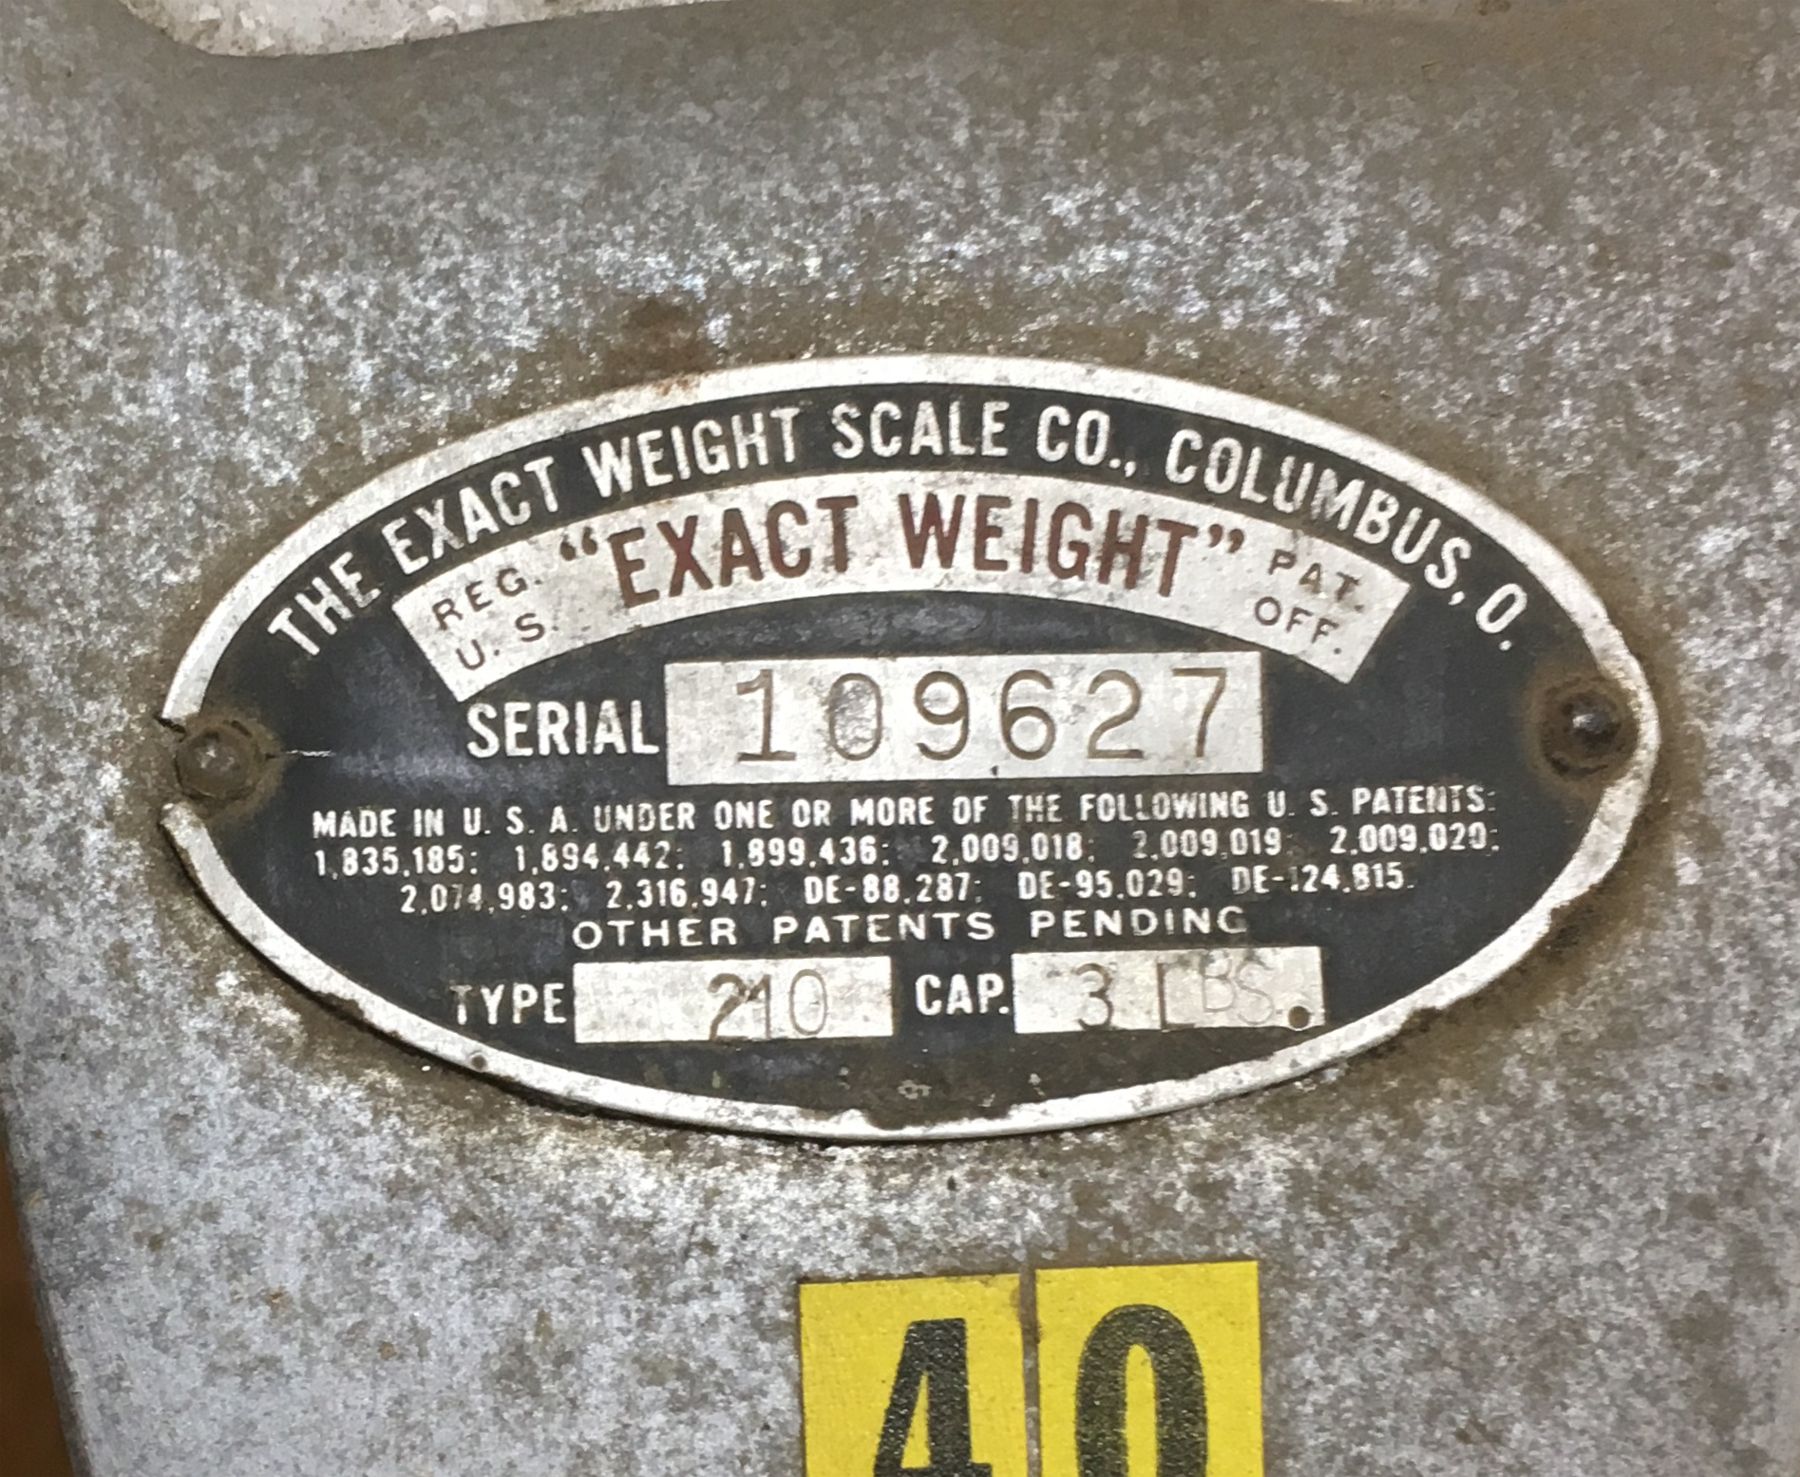 THE EXACT WEIGHT SCALE CO., COLUMBUS, O.
REG. "EXACT WEIGHT" PAT.
U. S. OFF.
SERIAL 109627
MADE IN U. S. A. UNDER ONE OR MORE OF THE FOLLOWING U. S. PATENTS:
1,835,185; 1,894,442; 1,899,436; 2,009,018; 2,009,019; 2,009,020;
2,074,983; 2,316,947; DE-88,287; DE-95,029; DE-124,815.
OTHER PATENTS PENDING
TYPE 210 CAP. 3 LBS.
40